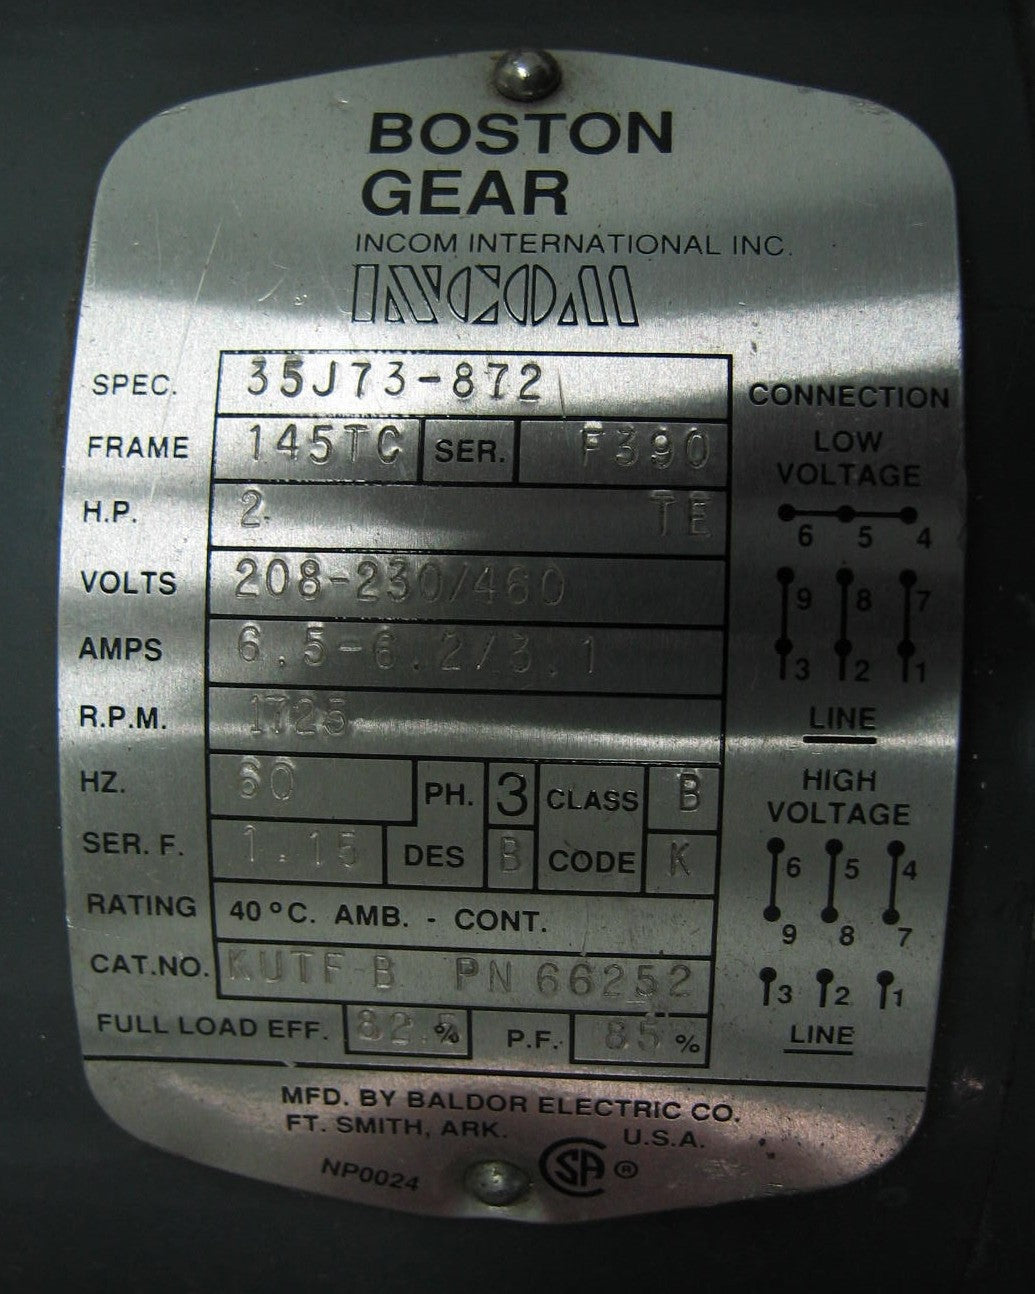 BOSTON
GEAR
INCOM INTERNATIONAL INC.
INCOM
SPEC. 35J73-872
FRAME 145TC SER. F390
H.P. 2 TE
VOLTS 208-230/460
AMPS 6.5-6.2/3.1
R.P.M. 1725
HZ. 60 PH. 3 CLASS B
SER. F. 1.15 DES B CODE K
RATING 40°C. AMB. - CONT.
CAT.NO. KUTF-B PN 66252
FULL LOAD EFF. 82.5% P.F. 85%
CONNECTION
LOW
VOLTAGE
6 5 4
9 8 7
3 2 1
LINE
HIGH
VOLTAGE
6 5 4
9 8 7
3 2 1
LINE
MFD. BY BALDOR ELECTRIC CO.
FT. SMITH, ARK. U.S.A.
NP0024 SA ®